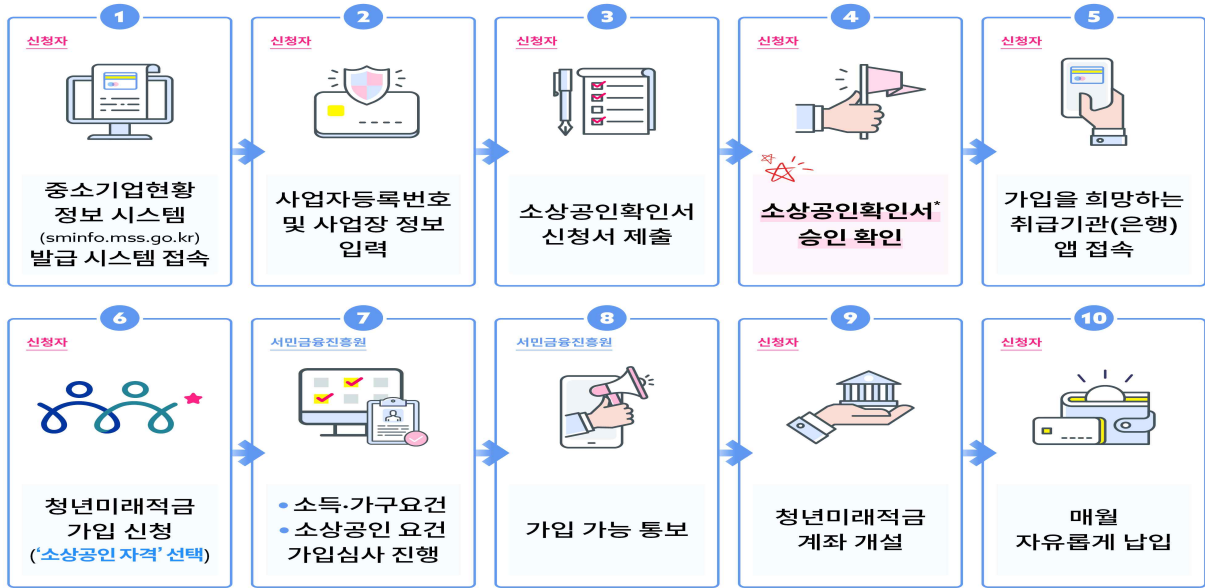 1
신청자
중소기업현황
정보 시스템
(sminfo.mss.go.kr)
발급 시스템 접속
2
신청자
사업자등록번호
및 사업장 정보
입력
3
신청자
소상공인확인서
신청서 제출
4
신청자
소상공인확인서*
승인 확인
5
신청자
가입을 희망하는
취급기관(은행)
앱 접속
6
신청자
청년미래적금
가입 신청
(‘소상공인 자격’ 선택)
7
서민금융진흥원
• 소득·가구요건
• 소상공인 요건
가입심사 진행
8
서민금융진흥원
가입 가능 통보
9
신청자
청년미래적금
계좌 개설
10
신청자
매월
자유롭게 납입